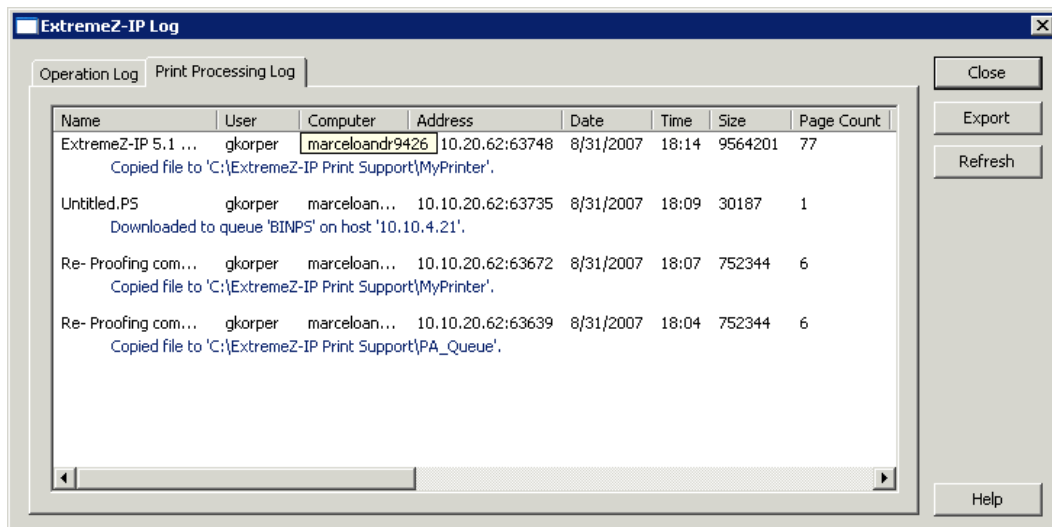 ExtremeZ-IP Log
Operation Log Print Processing Log
Close
Export
Refresh
Name User Computer Address Date Time Size Page Count
ExtremeZ-IP 5.1 ... gkorper marceloandr9426 10.20.62:63748 8/31/2007 18:14 9564201 77
Copied file to 'C:\ExtremeZ-IP Print Support\MyPrinter'.
Untitled.PS gkorper marceloan... 10.10.20.62:63735 8/31/2007 18:09 30187 1
Downloaded to queue 'BINPS' on host '10.10.4.21'.
Re- Proofing com... gkorper marceloan... 10.10.20.62:63672 8/31/2007 18:07 752344 6
Copied file to 'C:\ExtremeZ-IP Print Support\MyPrinter'.
Re- Proofing com... gkorper marceloan... 10.10.20.62:63639 8/31/2007 18:04 752344 6
Copied file to 'C:\ExtremeZ-IP Print Support\PA_Queue'.
Help